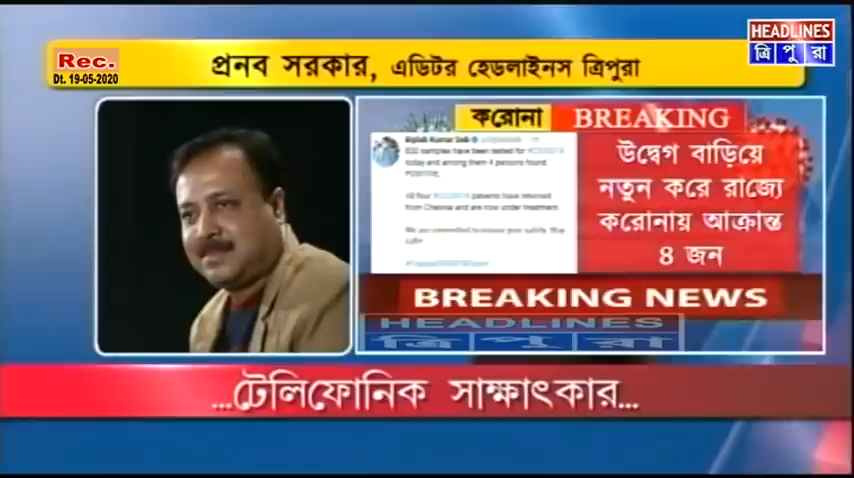 HEADLINES
ত্রিপুরা
Rec.
Dt. 19-05-2020
প্রনব সরকার, এডিটর হেডলাইনস ত্রিপুরা
করোনা BREAKING
Biplab Kumar Deb
samples have been tested for
today and among them 4 persons found
POSITIVE.
All four patients have returned
from Chennai and are now under treatment.
We are committed to ensure your safety. Stay
উদ্বেগ বাড়িয়ে
নতুন করে রাজ্যে
করোনায় আক্রান্ত
৪ জন
BREAKING NEWS
HEADLINES
ত্রিপুরা
...টেলিফোনিক সাক্ষাৎকার...